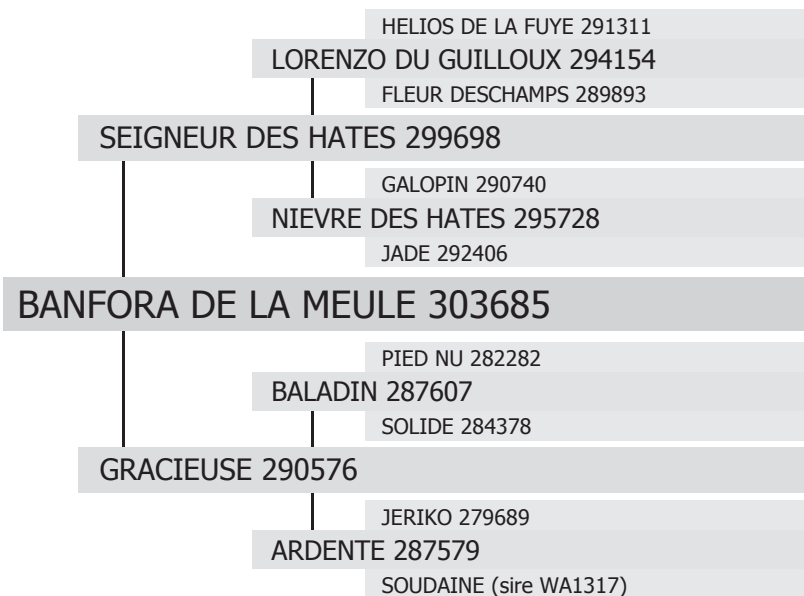 HELIOS DE LA FUYE 291311
LORENZO DU GUILLOUX 294154
FLEUR DESCHAMPS 289893
SEIGNEUR DES HATES 299698
GALOPIN 290740
NIEVRE DES HATES 295728
JADE 292406
BANFORA DE LA MEULE 303685
PIED NU 282282
BALADIN 287607
SOLIDE 284378
GRACIEUSE 290576
JERIKO 279689
ARDENTE 287579
SOUDAINE (sire WA1317)